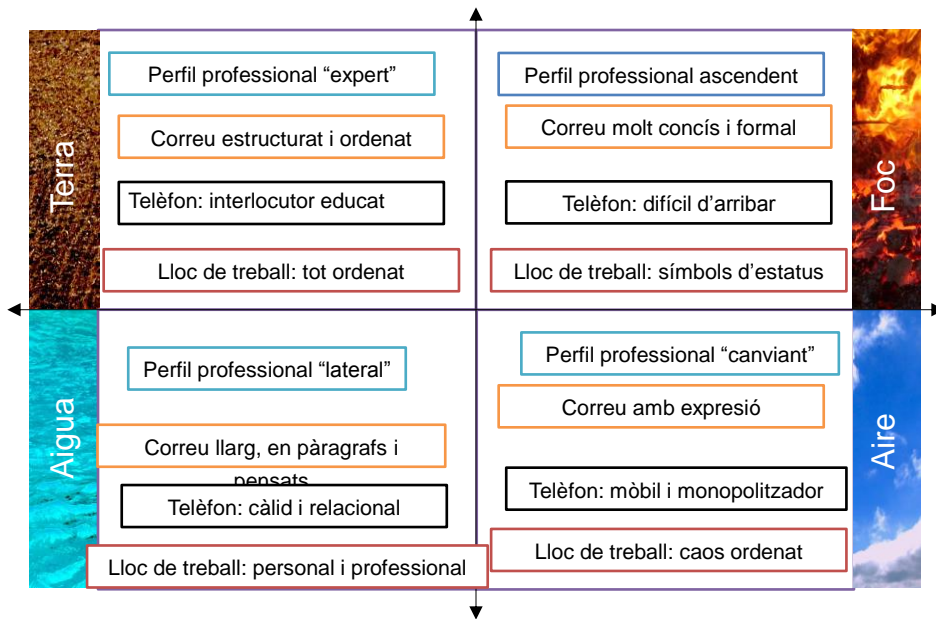 Terra
Perfil professional “expert”
Correu estructurat i ordenat
Telèfon: interlocutor educat
Lloc de treball: tot ordenat
Perfil professional ascendent
Correu molt concís i formal
Telèfon: difícil d’arribar
Lloc de treball: símbols d’estatus
Foc
Aigua
Perfil professional “lateral”
Correu llarg, en pàragrafs i
pensats
Telèfon: càlid i relacional
Lloc de treball: personal i professional
Perfil professional “canviant”
Correu amb expresió
Telèfon: mòbil i monopolitzador
Lloc de treball: caos ordenat
Aire